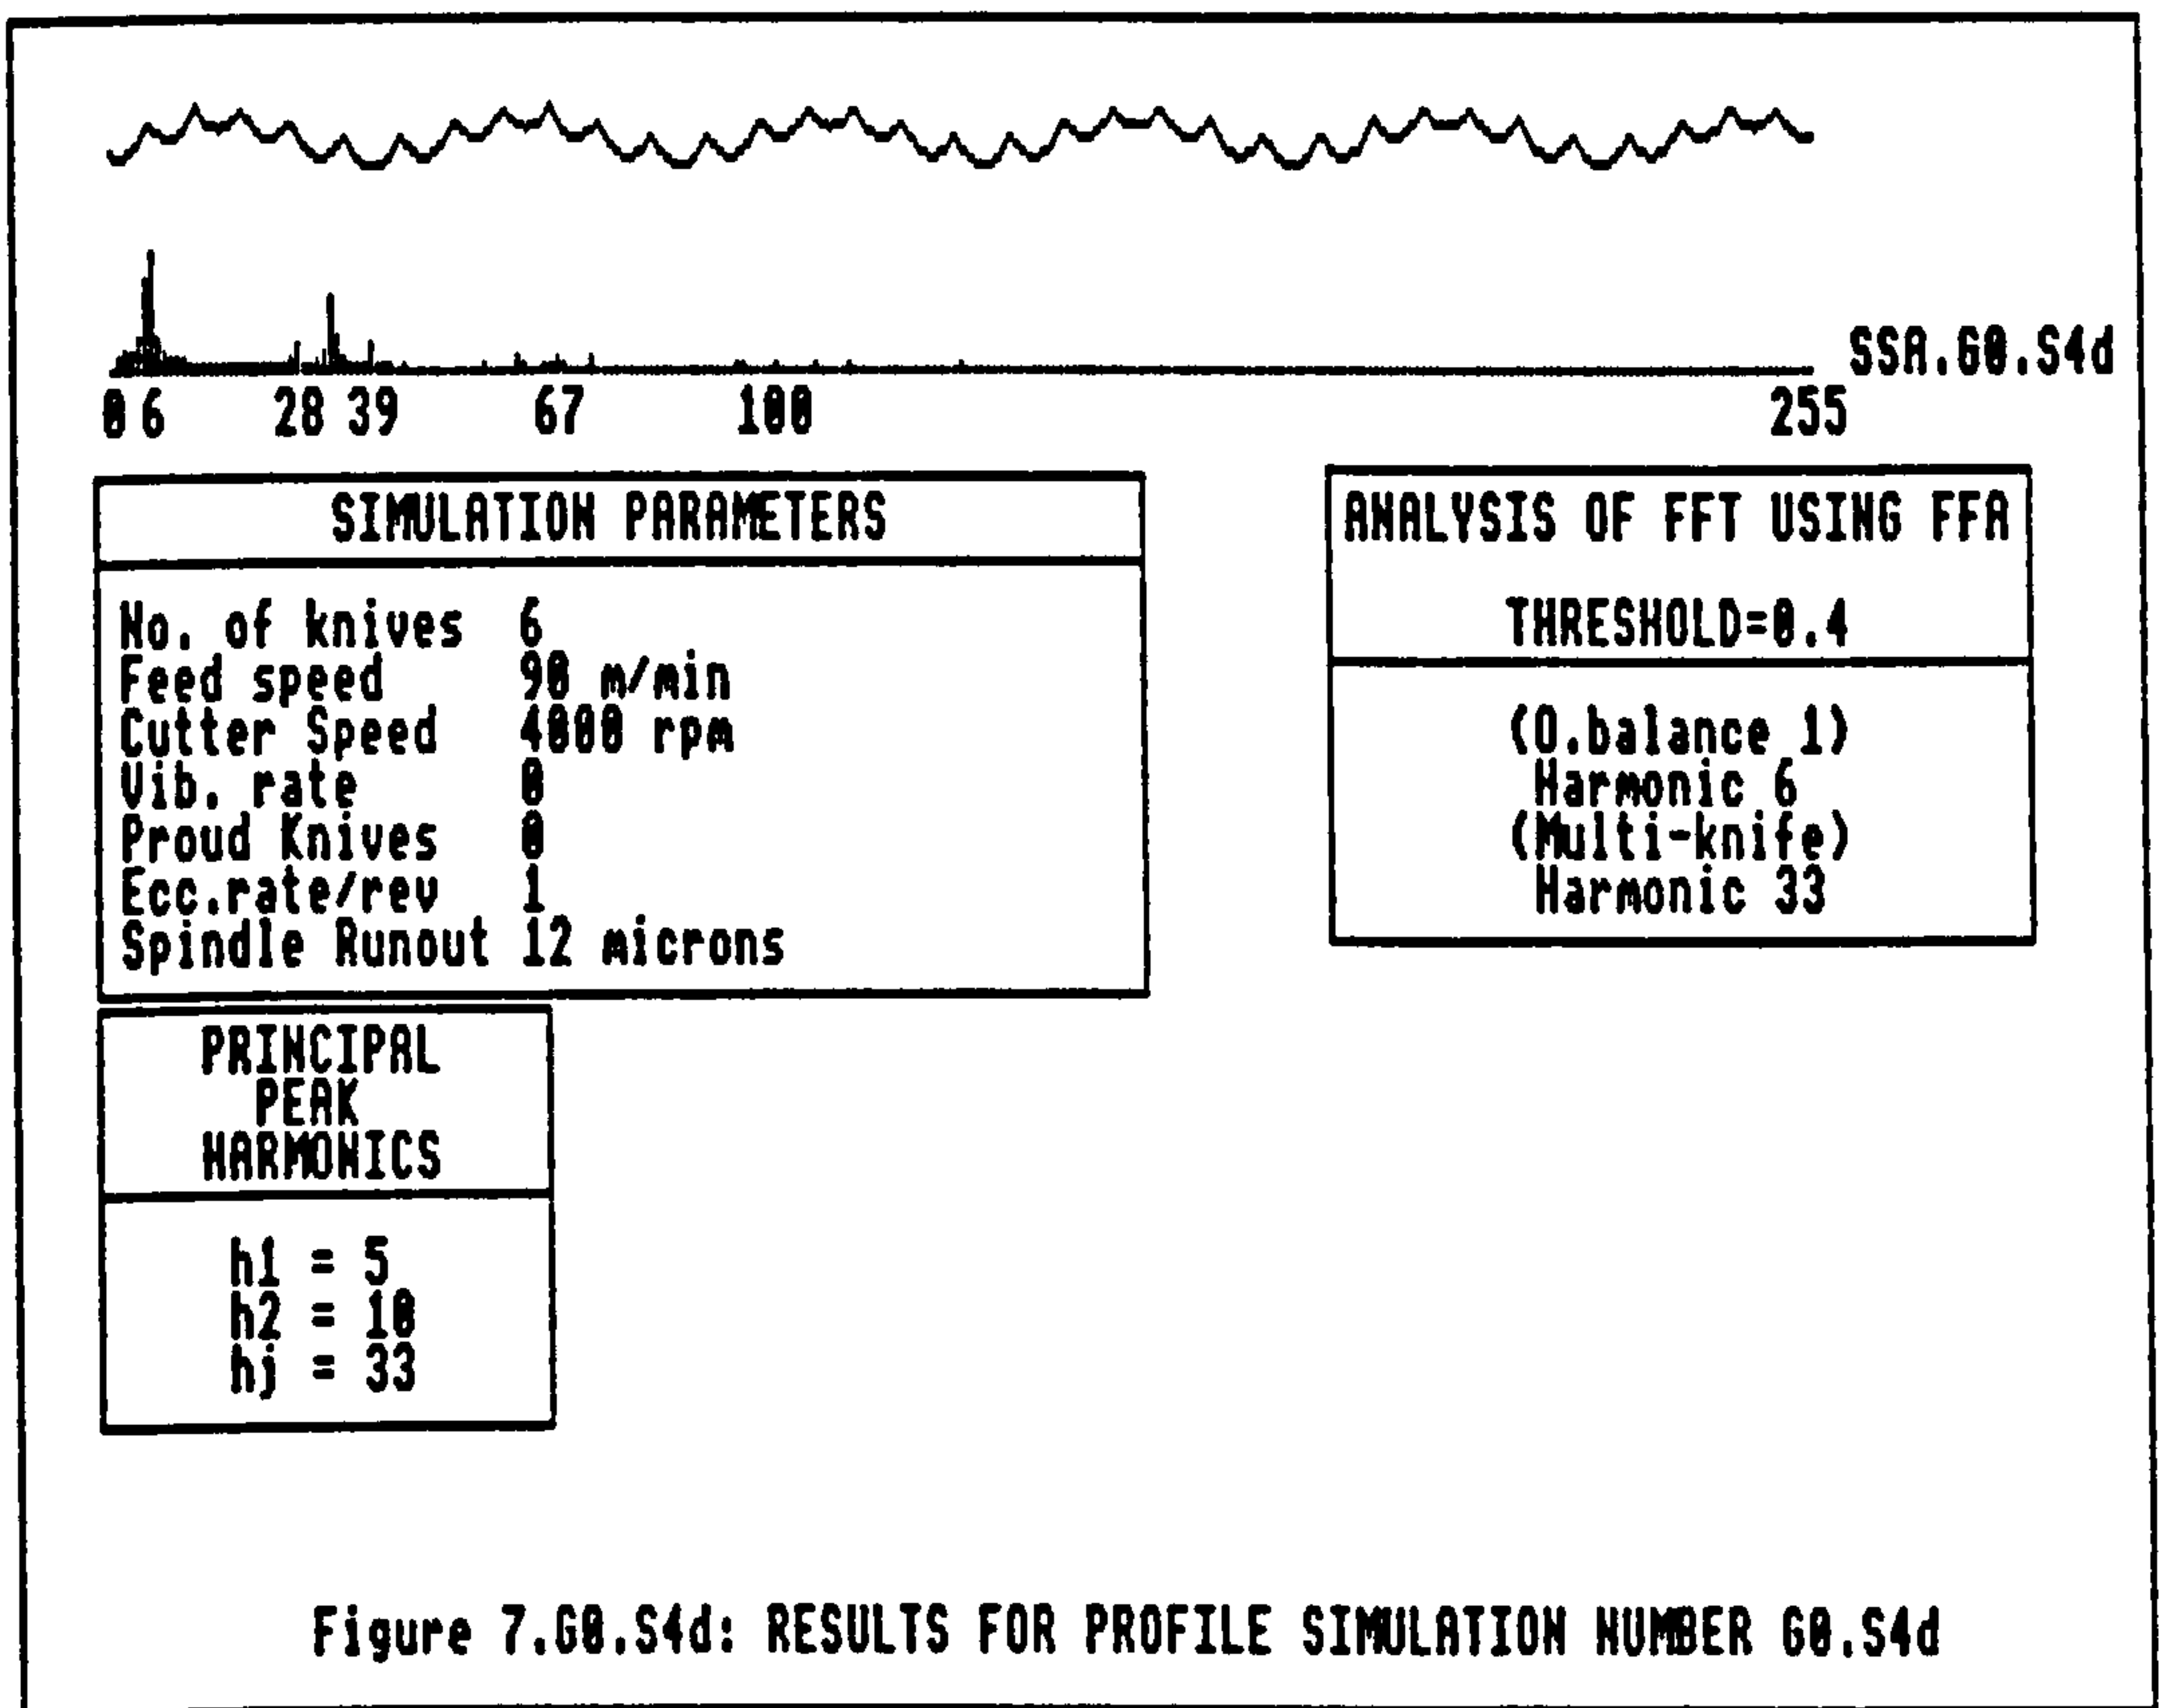 SSA.G0.S4d
0 6 28 39 67 100 255
SIMULATION PARAMETERS
No. of knives 6
Feed speed 90 m/min
Cutter Speed 4000 rpm
Vib. rate 0
Proud Knives 0
Ecc.rate/rev 1
Spindle Runout 12 microns
ANALYSIS OF FFT USING FFA
THRESHOLD=0.4
(O.balance 1)
Harmonic 6
(Multi-knife)
Harmonic 33
PRINCIPAL
PEAK
HARMONICS
h1 = 5
h2 = 10
hj = 33
Figure 7.G0.S4d: RESULTS FOR PROFILE SIMULATION NUMBER G0.S4d